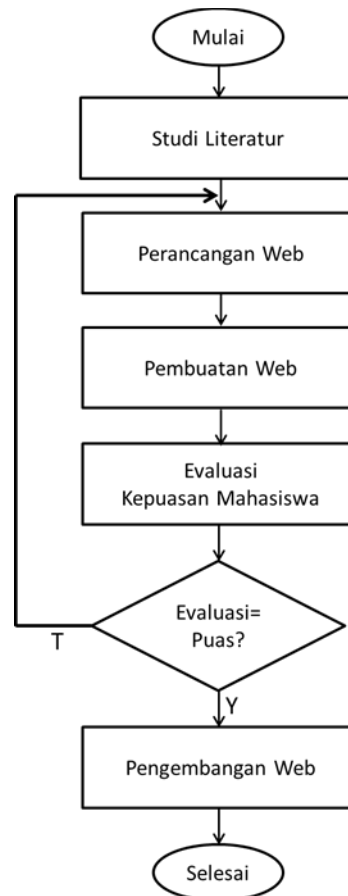 Mulai
Studi Literatur
Perancangan Web
Pembuatan Web
Evaluasi
Kepuasan Mahasiswa
Evaluasi=
Puas?
T
Y
Pengembangan Web
Selesai